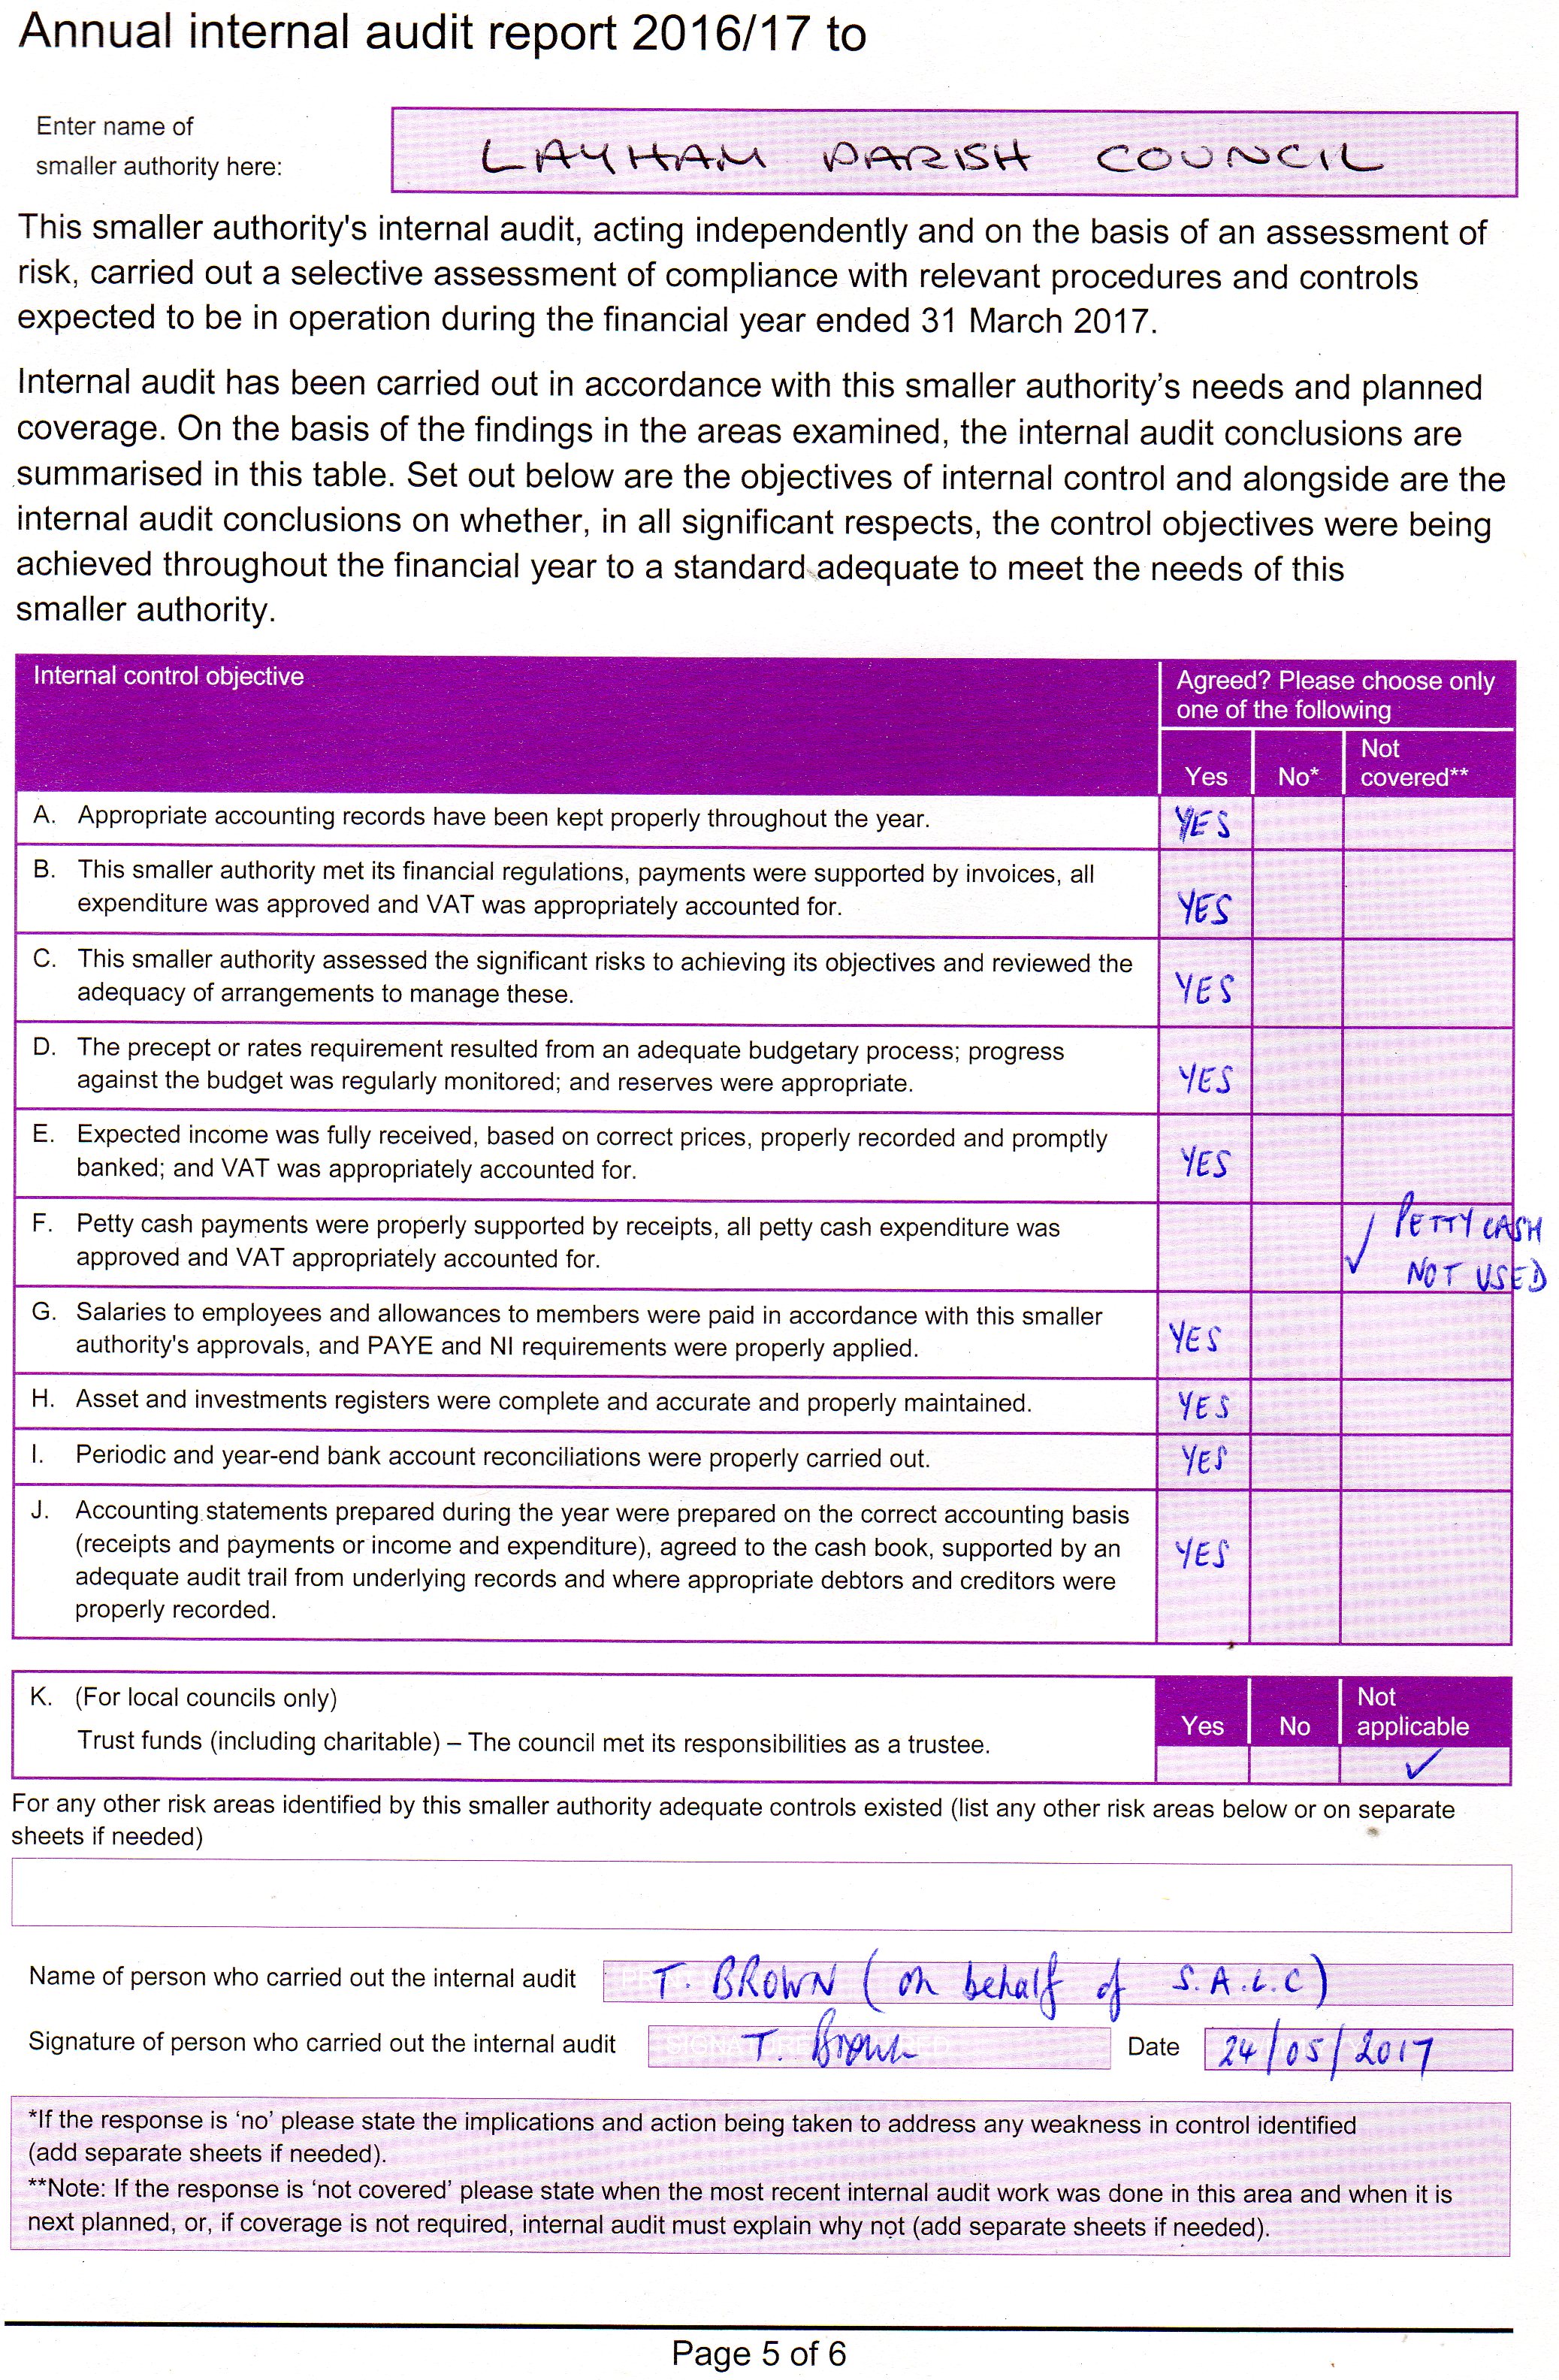 Annual internal audit report 2016/17 to
Enter name of
smaller authority here:
LAYHAM PARISH COUNCIL
This smaller authority's internal audit, acting independently and on the basis of an assessment of
risk, carried out a selective assessment of compliance with relevant procedures and controls
expected to be in operation during the financial year ended 31 March 2017.
Internal audit has been carried out in accordance with this smaller authority's needs and planned
coverage. On the basis of the findings in the areas examined, the internal audit conclusions are
summarised in this table. Set out below are the objectives of internal control and alongside are the
internal audit conclusions on whether, in all significant respects, the control objectives were being
achieved throughout the financial year to a standard adequate to meet the needs of this
smaller authority.
Internal control objective
Agreed? Please choose only
one of the following
Yes No* Not
covered**
A. Appropriate accounting records have been kept properly throughout the year. YES
B. This smaller authority met its financial regulations, payments were supported by invoices, all
expenditure was approved and VAT was appropriately accounted for. YES
C. This smaller authority assessed the significant risks to achieving its objectives and reviewed the
adequacy of arrangements to manage these. YES
D. The precept or rates requirement resulted from an adequate budgetary process; progress
against the budget was regularly monitored; and reserves were appropriate. YES
E. Expected income was fully received, based on correct prices, properly recorded and promptly
banked; and VAT was appropriately accounted for. YES
F. Petty cash payments were properly supported by receipts, all petty cash expenditure was ✓ PETTY CASH
approved and VAT appropriately accounted for. NOT USED
G. Salaries to employees and allowances to members were paid in accordance with this smaller
authority's approvals, and PAYE and NI requirements were properly applied. YES
H. Asset and investments registers were complete and accurate and properly maintained. YES
I. Periodic and year-end bank account reconciliations were properly carried out. YES
J. Accounting statements prepared during the year were prepared on the correct accounting basis
(receipts and payments or income and expenditure), agreed to the cash book, supported by an YES
adequate audit trail from underlying records and where appropriate debtors and creditors were
properly recorded.
K. (For local councils only)
Trust funds (including charitable) – The council met its responsibilities as a trustee.
Yes No Not
applicable
✓
For any other risk areas identified by this smaller authority adequate controls existed (list any other risk areas below or on separate
sheets if needed)
Name of person who carried out the internal audit T. BROWN (on behalf of S.A.L.C)
Signature of person who carried out the internal audit T. Brown Date 24/05/2017
*If the response is 'no' please state the implications and action being taken to address any weakness in control identified
(add separate sheets if needed).
**Note: If the response is 'not covered' please state when the most recent internal audit work was done in this area and when it is
next planned, or, if coverage is not required, internal audit must explain why not (add separate sheets if needed).
Page 5 of 6